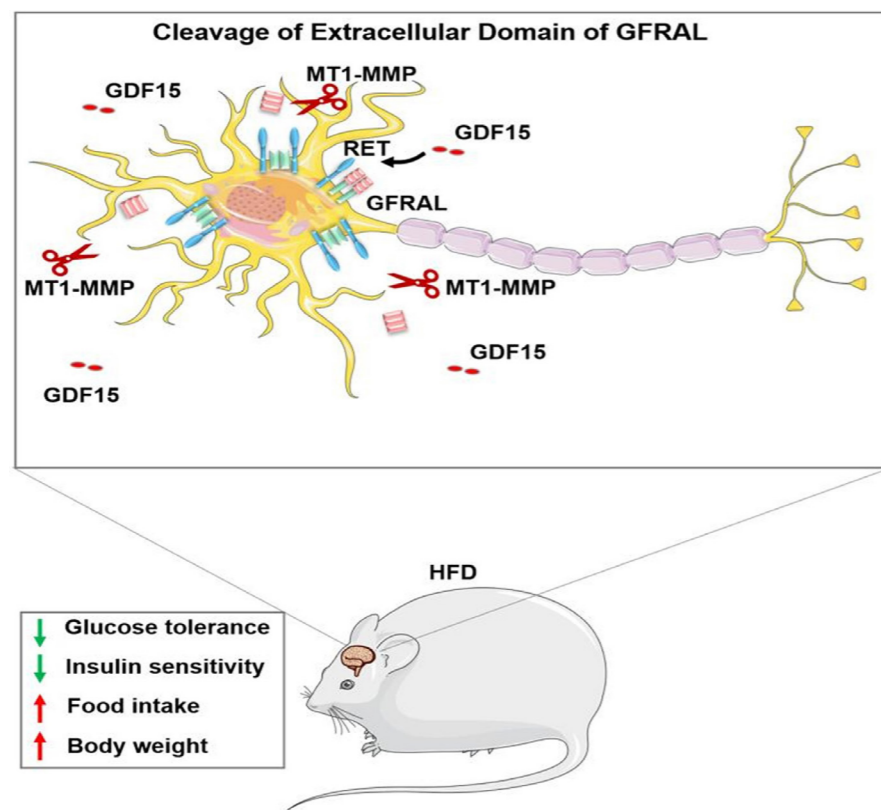 Cleavage of Extracellular Domain of GFRAL
MT1-MMP
GDF15
RET
GDF15
GFRAL
MT1-MMP
MT1-MMP
GDF15
GDF15
HFD
Glucose tolerance
Insulin sensitivity
Food intake
Body weight